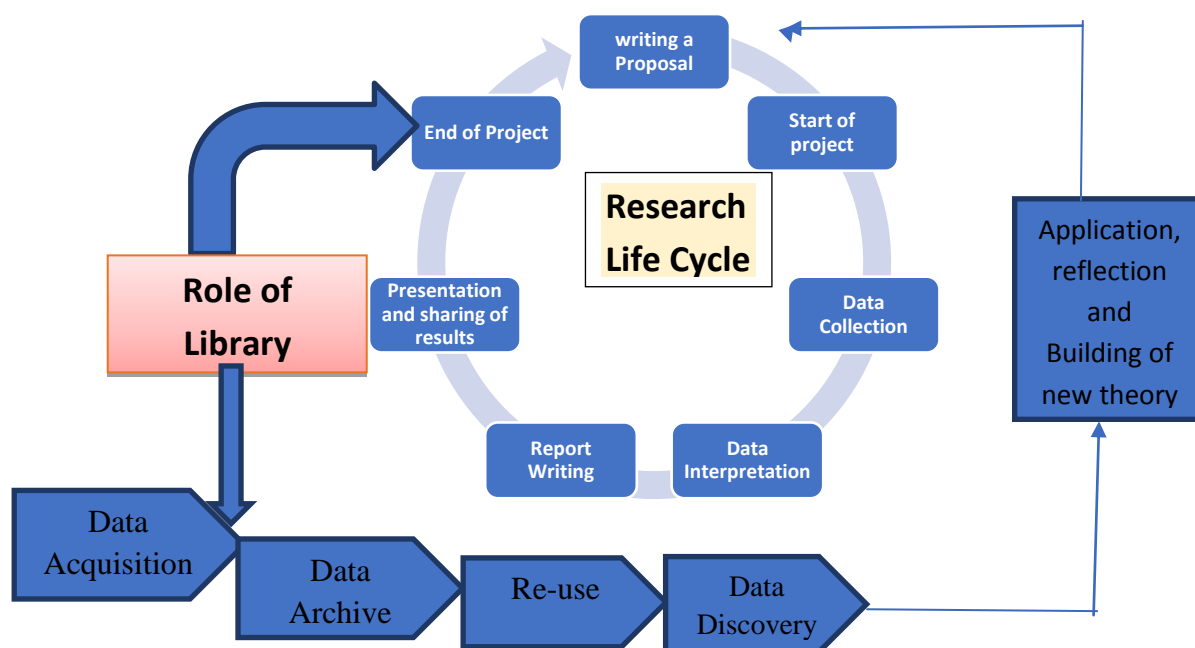 writing a
Proposal
Start of
project
Data
Collection
Data
Interpretation
Report
Writing
Presentation
and sharing of
results
End of Project
Research
Life Cycle
Role of
Library
Application,
reflection
and
Building of
new theory
Data
Acquisition
Data
Archive
Re-use
Data
Discovery